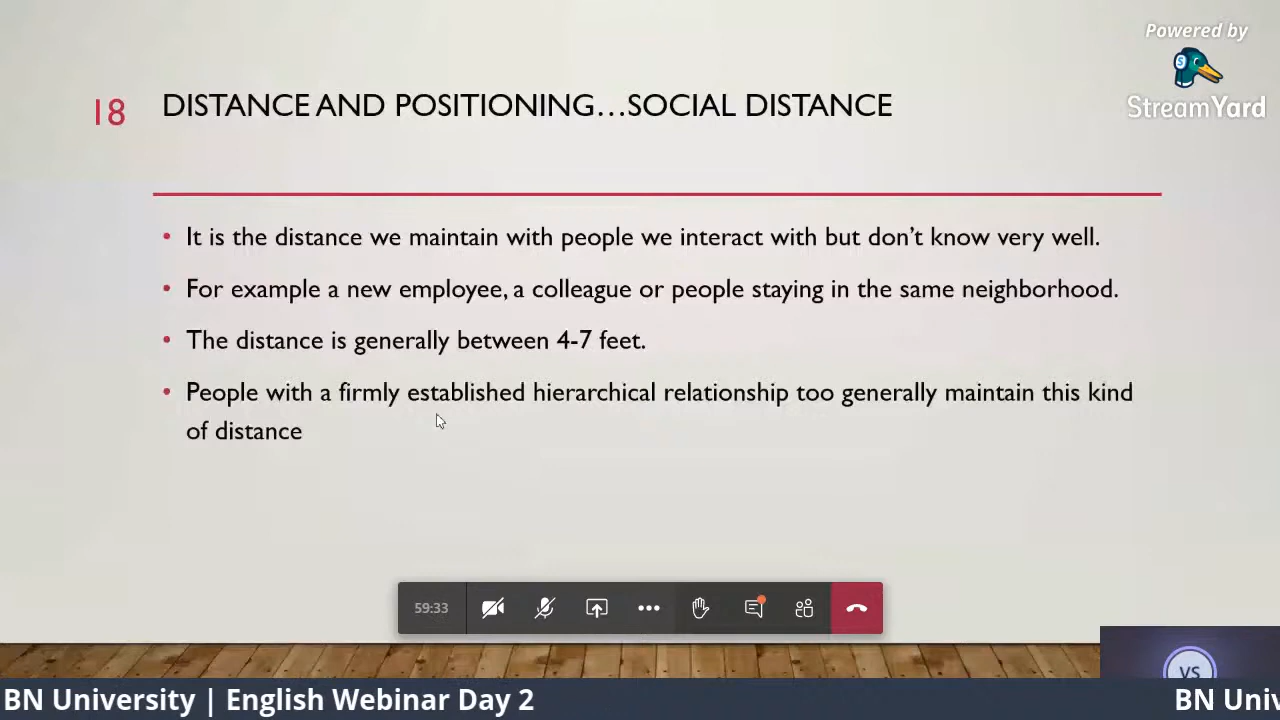 Powered by
StreamYard
18 DISTANCE AND POSITIONING…SOCIAL DISTANCE
• It is the distance we maintain with people we interact with but don’t know very well.
• For example a new employee, a colleague or people staying in the same neighborhood.
• The distance is generally between 4-7 feet.
• People with a firmly established hierarchical relationship too generally maintain this kind
of distance
59:33
VS
BN University | English Webinar Day 2
BN Univ